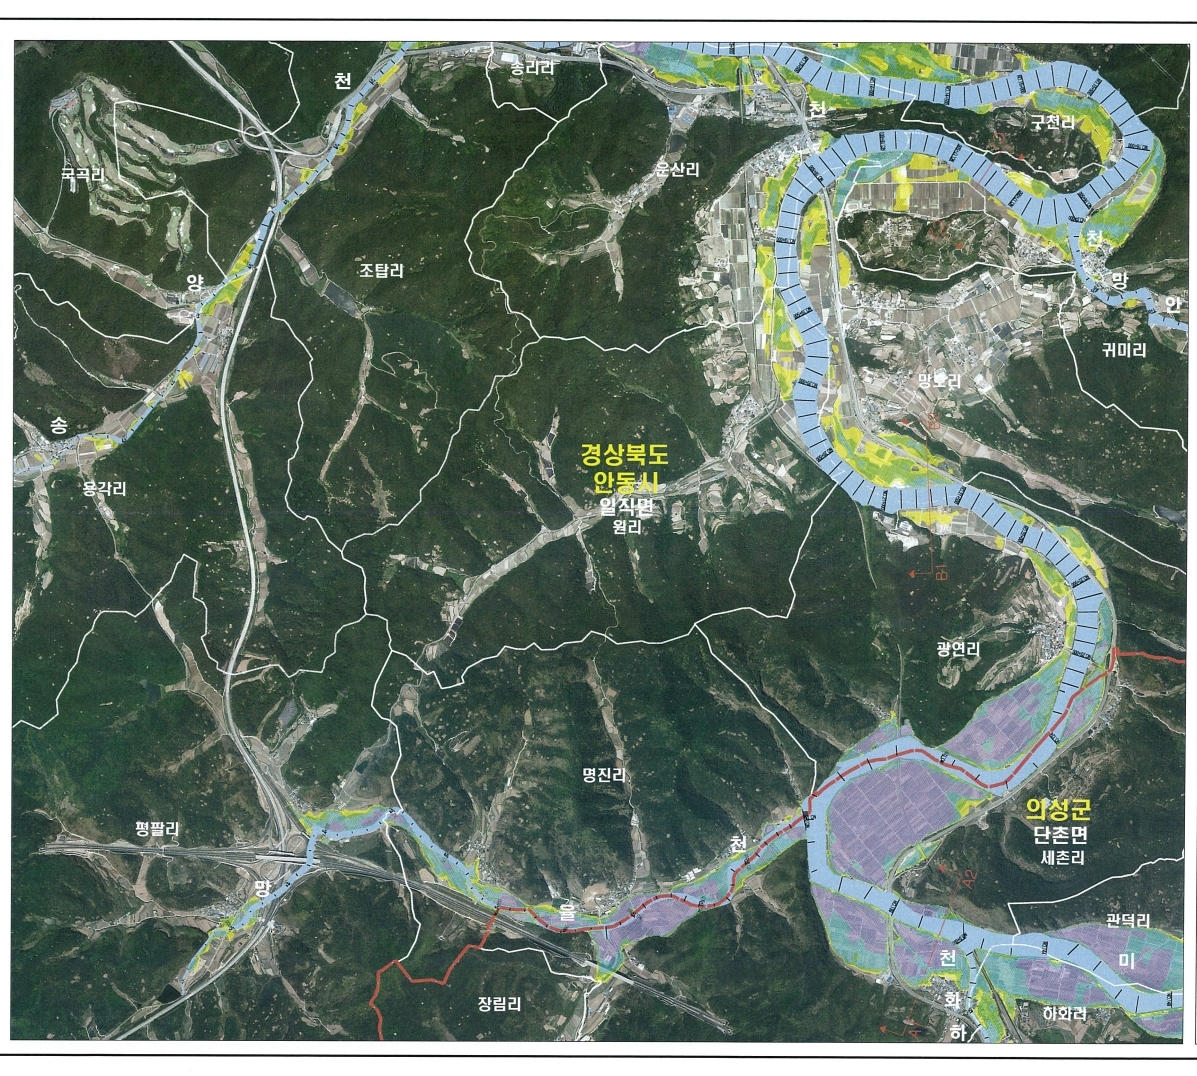 송리리
천
천
구천리
국곡리
운산리
조탑리
양
천
망
안
귀미리
망호리
송
용각리
경상북도
안동시
일직면
원리
B1
광연리
명진리
의성군
단촌면
세촌리
평팔리
천
망
A2
을
관덕리
천
미
장림리
화
하화리
하